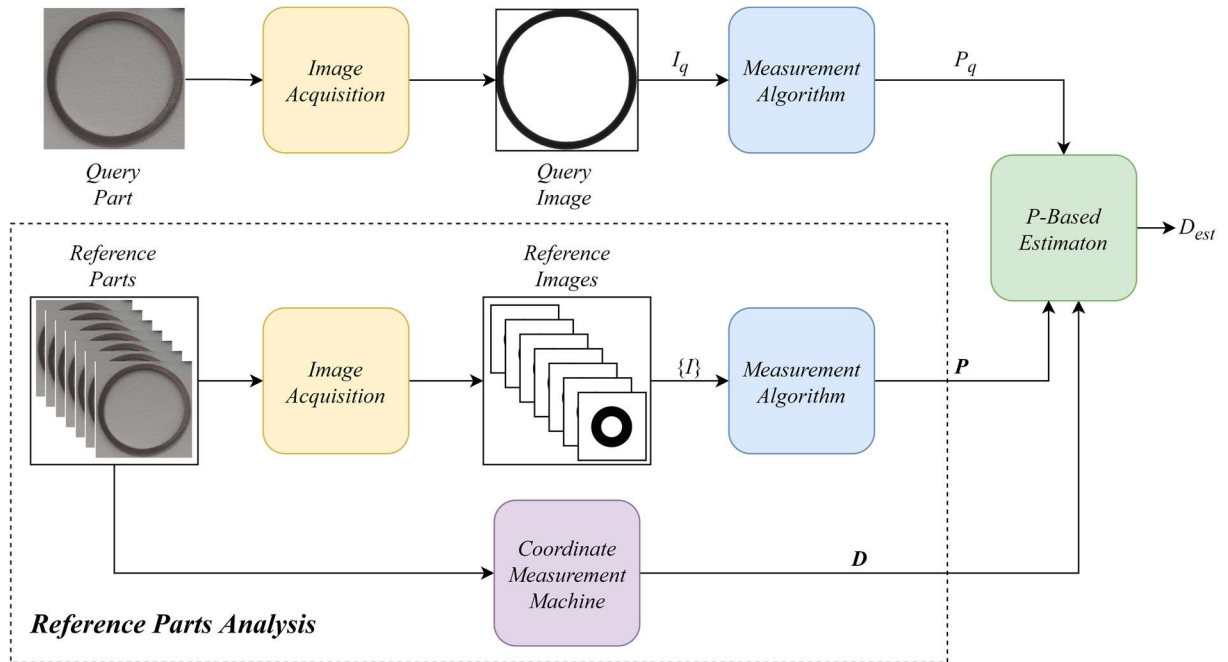 Image
Acquisition
I_q
Measurement
Algorithm
P_q
Query
Part
Query
Image
P-Based
Estimaton
D_est
Reference
Parts
Reference
Images
Image
Acquisition
{I}
Measurement
Algorithm
P
Coordinate
Measurement
Machine
D
Reference Parts Analysis